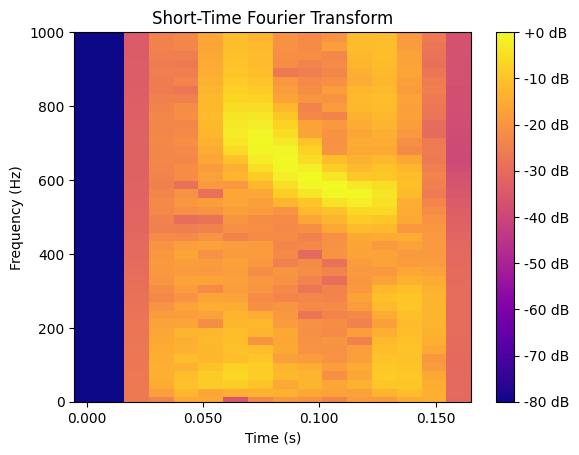 Short-Time Fourier Transform
1000
800
600
400
200
0
Frequency (Hz)
0.000
0.050
0.100
0.150
Time (s)
+0 dB
-10 dB
-20 dB
-30 dB
-40 dB
-50 dB
-60 dB
-70 dB
-80 dB